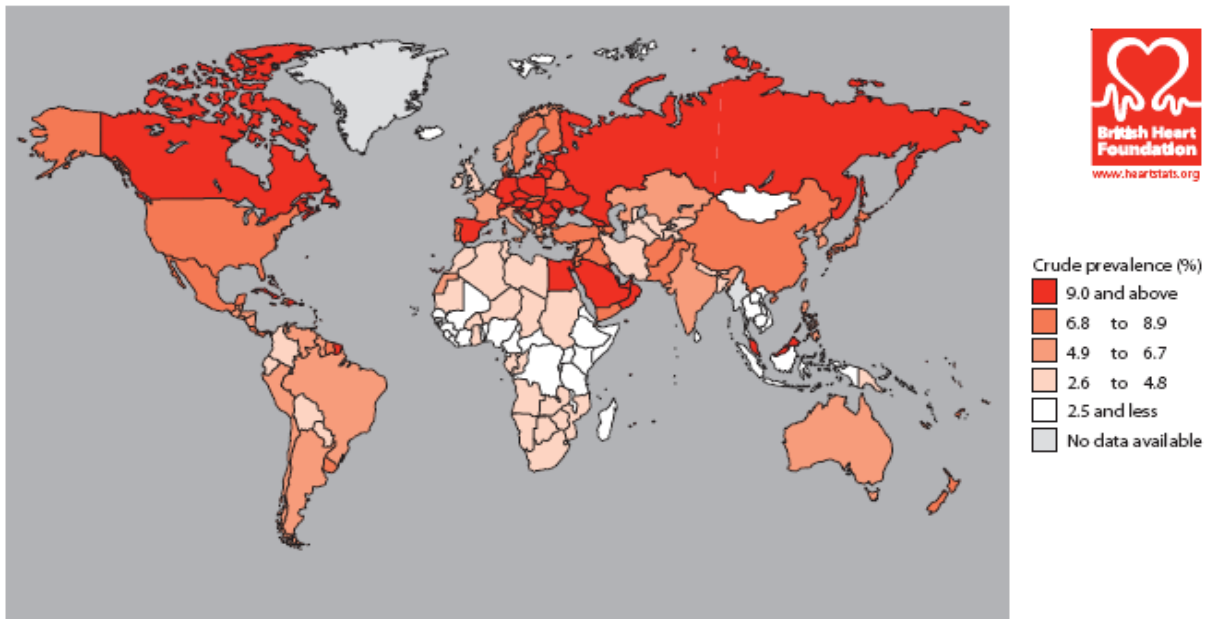 British Heart
Foundation
www.heartstats.org
Crude prevalence (%)
9.0 and above
6.8 to 8.9
4.9 to 6.7
2.6 to 4.8
2.5 and less
No data available